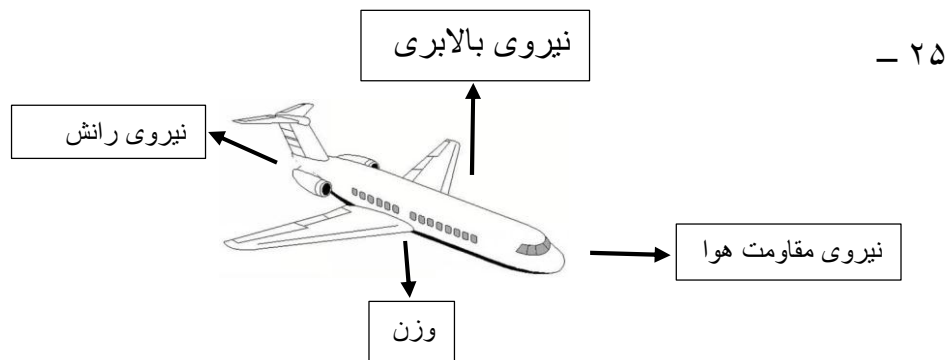 ۲۵ –
نیروی بالابری
نیروی رانش
نیروی مقاومت هوا
وزن